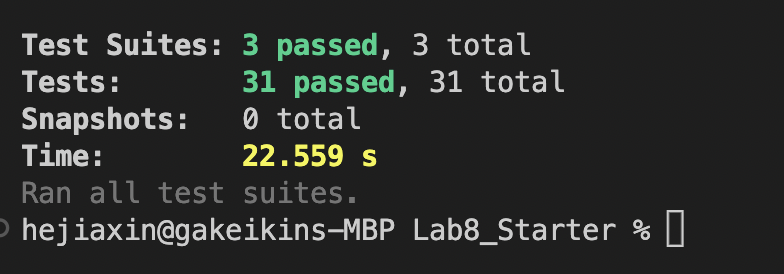 Test Suites: 3 passed, 3 total
Tests:       31 passed, 31 total
Snapshots:   0 total
Time:        22.559 s
Ran all test suites.
hejiaxin@gakeikins-MBP Lab8_Starter %